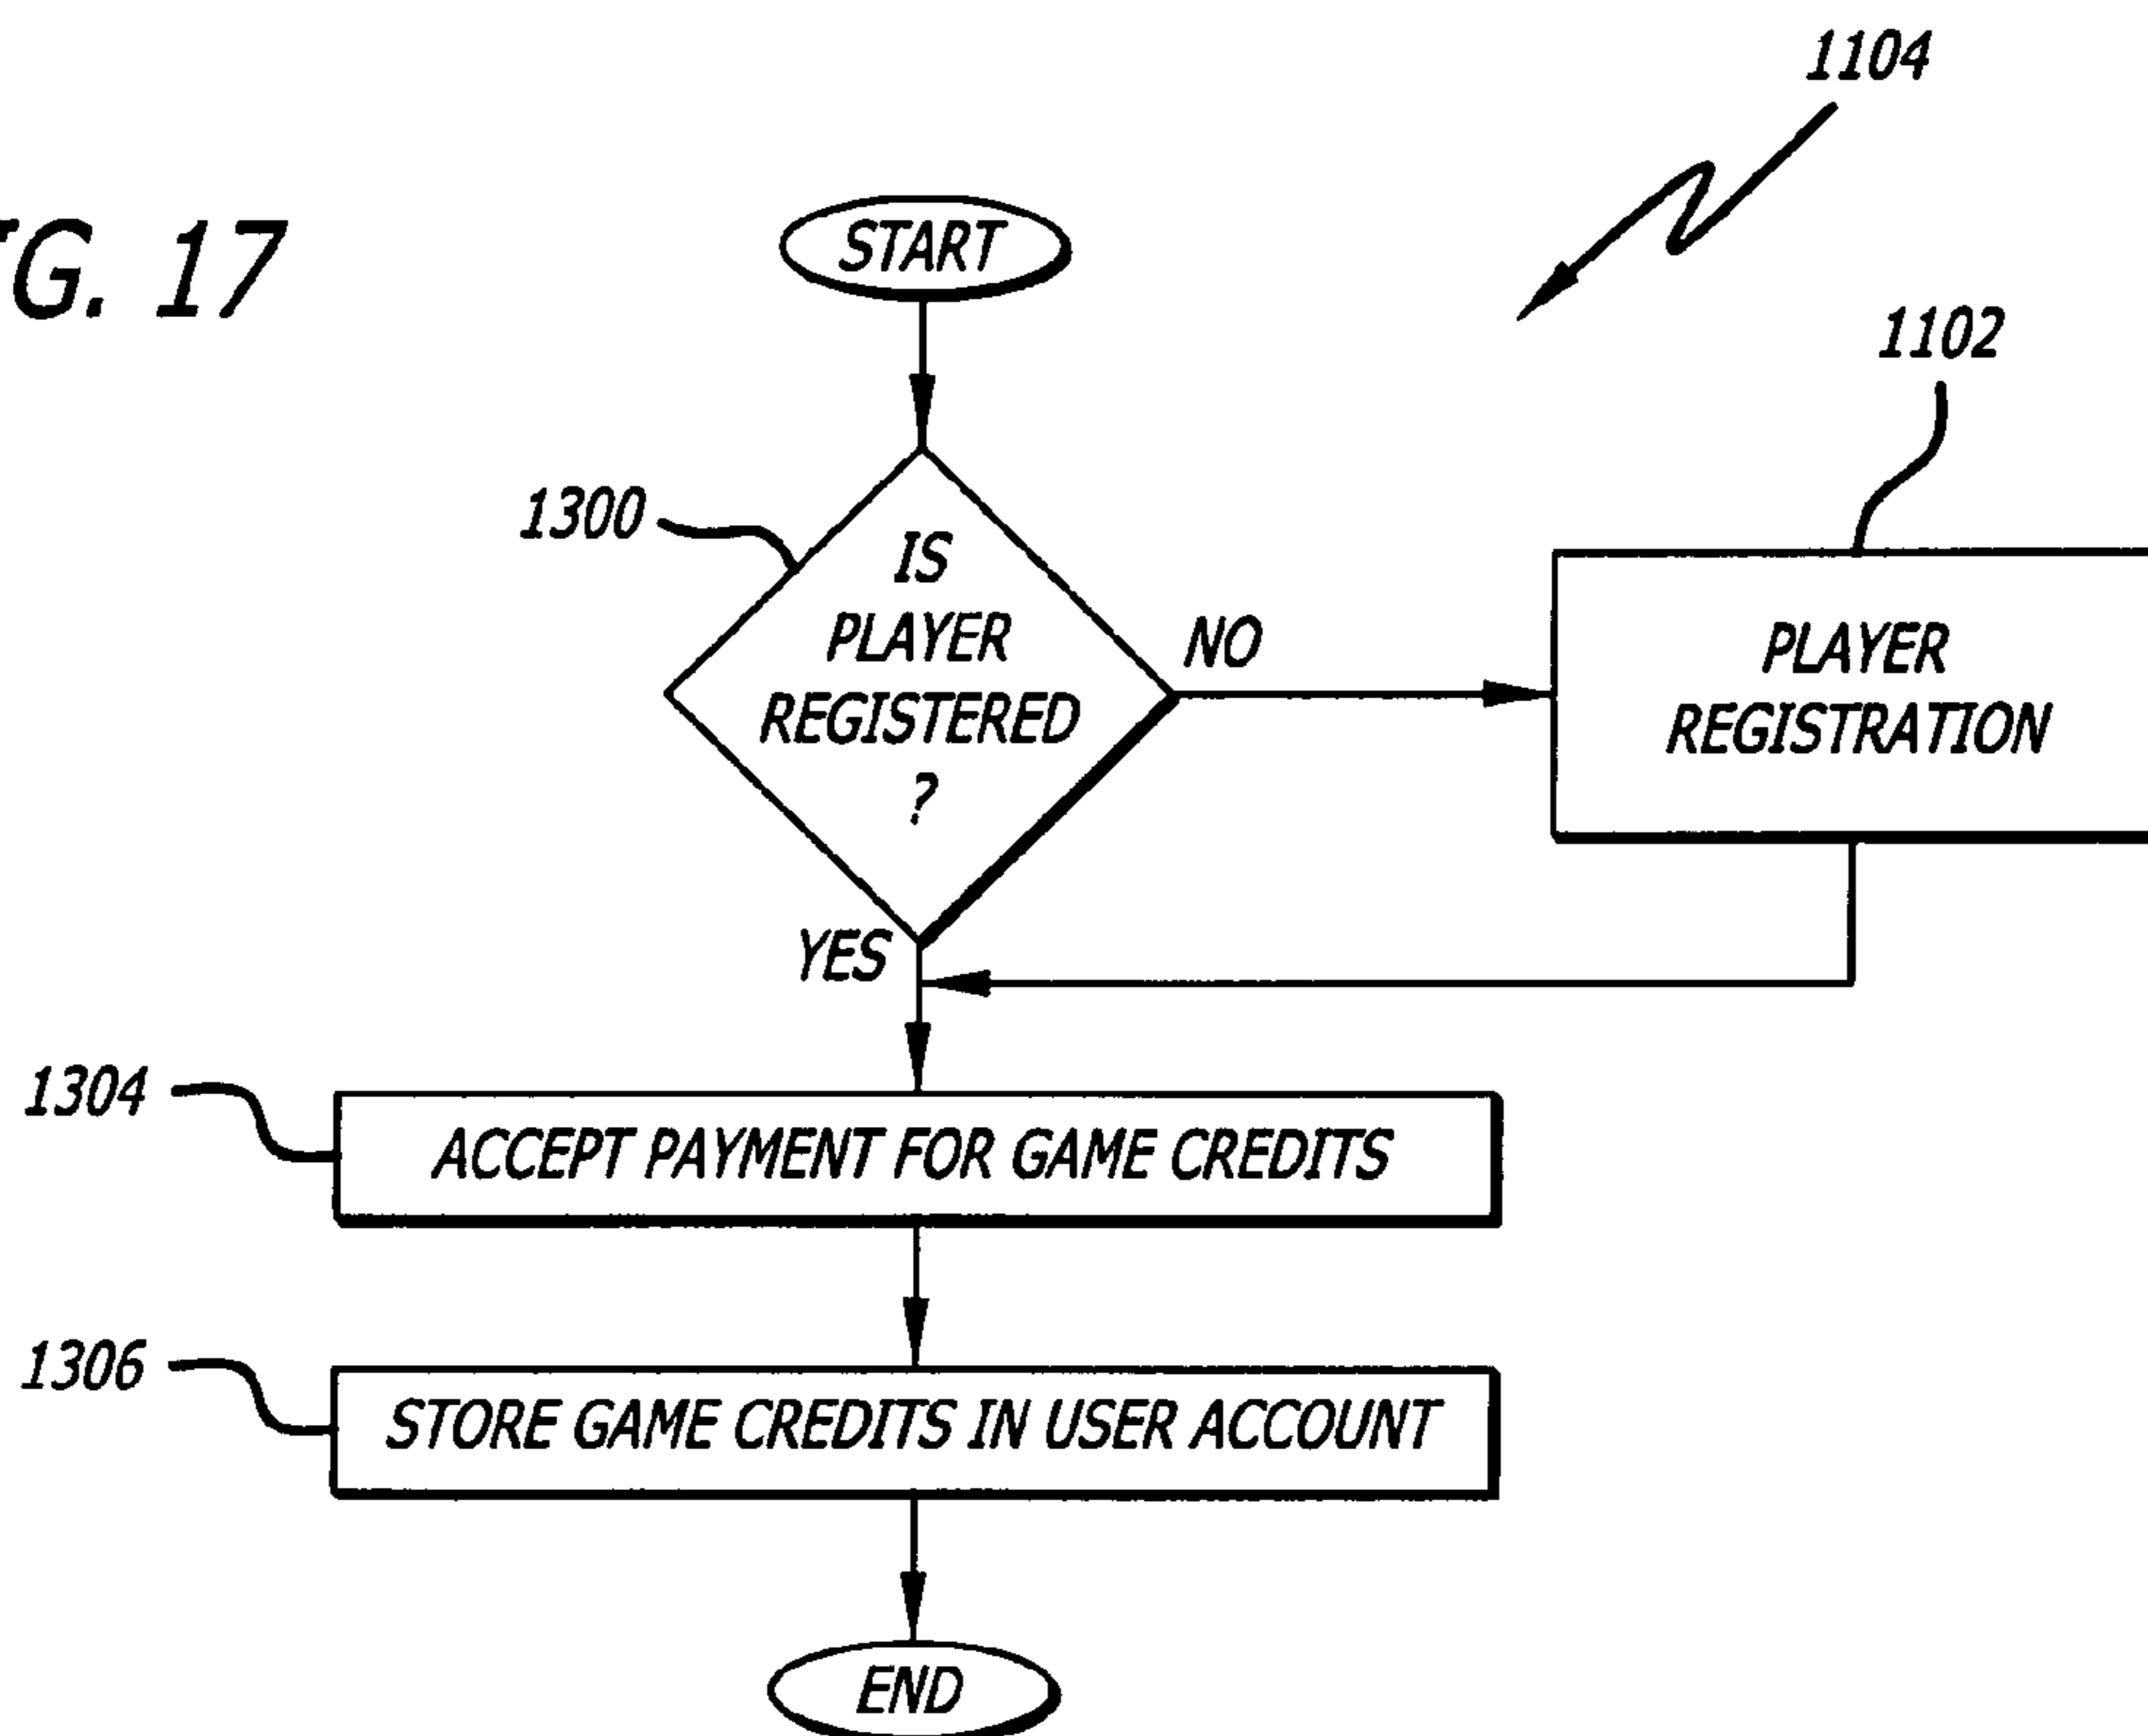 1104
G. 17
START
1102
1300
IS
PLAYER
REGISTERED
?
NO
PLAYER
REGISTRATION
YES
1304
ACCEPT PAYMENT FOR GAME CREDITS
1306
STORE GAME CREDITS IN USER ACCOUNT
END